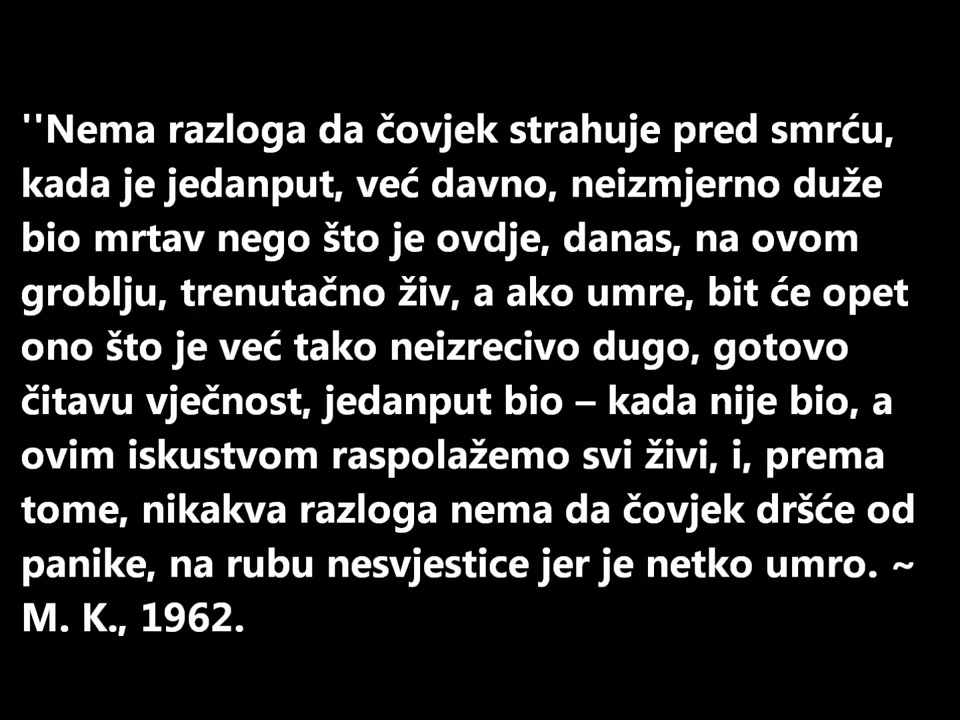 ''Nema razloga da čovjek strahuje pred smrću,
kada je jedanput, već davno, neizmjerno duže
bio mrtav nego što je ovdje, danas, na ovom
groblju, trenutačno živ, a ako umre, bit će opet
ono što je već tako neizrecivo dugo, gotovo
čitavu vječnost, jedanput bio – kada nije bio, a
ovim iskustvom raspolažemo svi živi, i, prema
tome, nikakva razloga nema da čovjek dršće od
panike, na rubu nesvjestice jer je netko umro. ~
M. K., 1962.